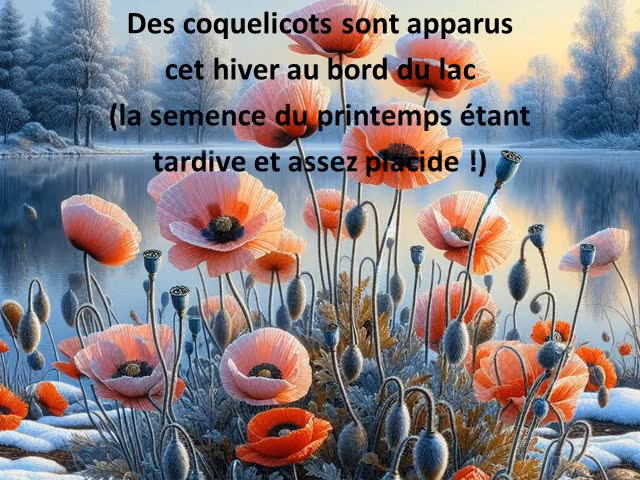 Des coquelicots sont apparus
cet hiver au bord du lac
(la semence du printemps étant
tardive et assez placide !)